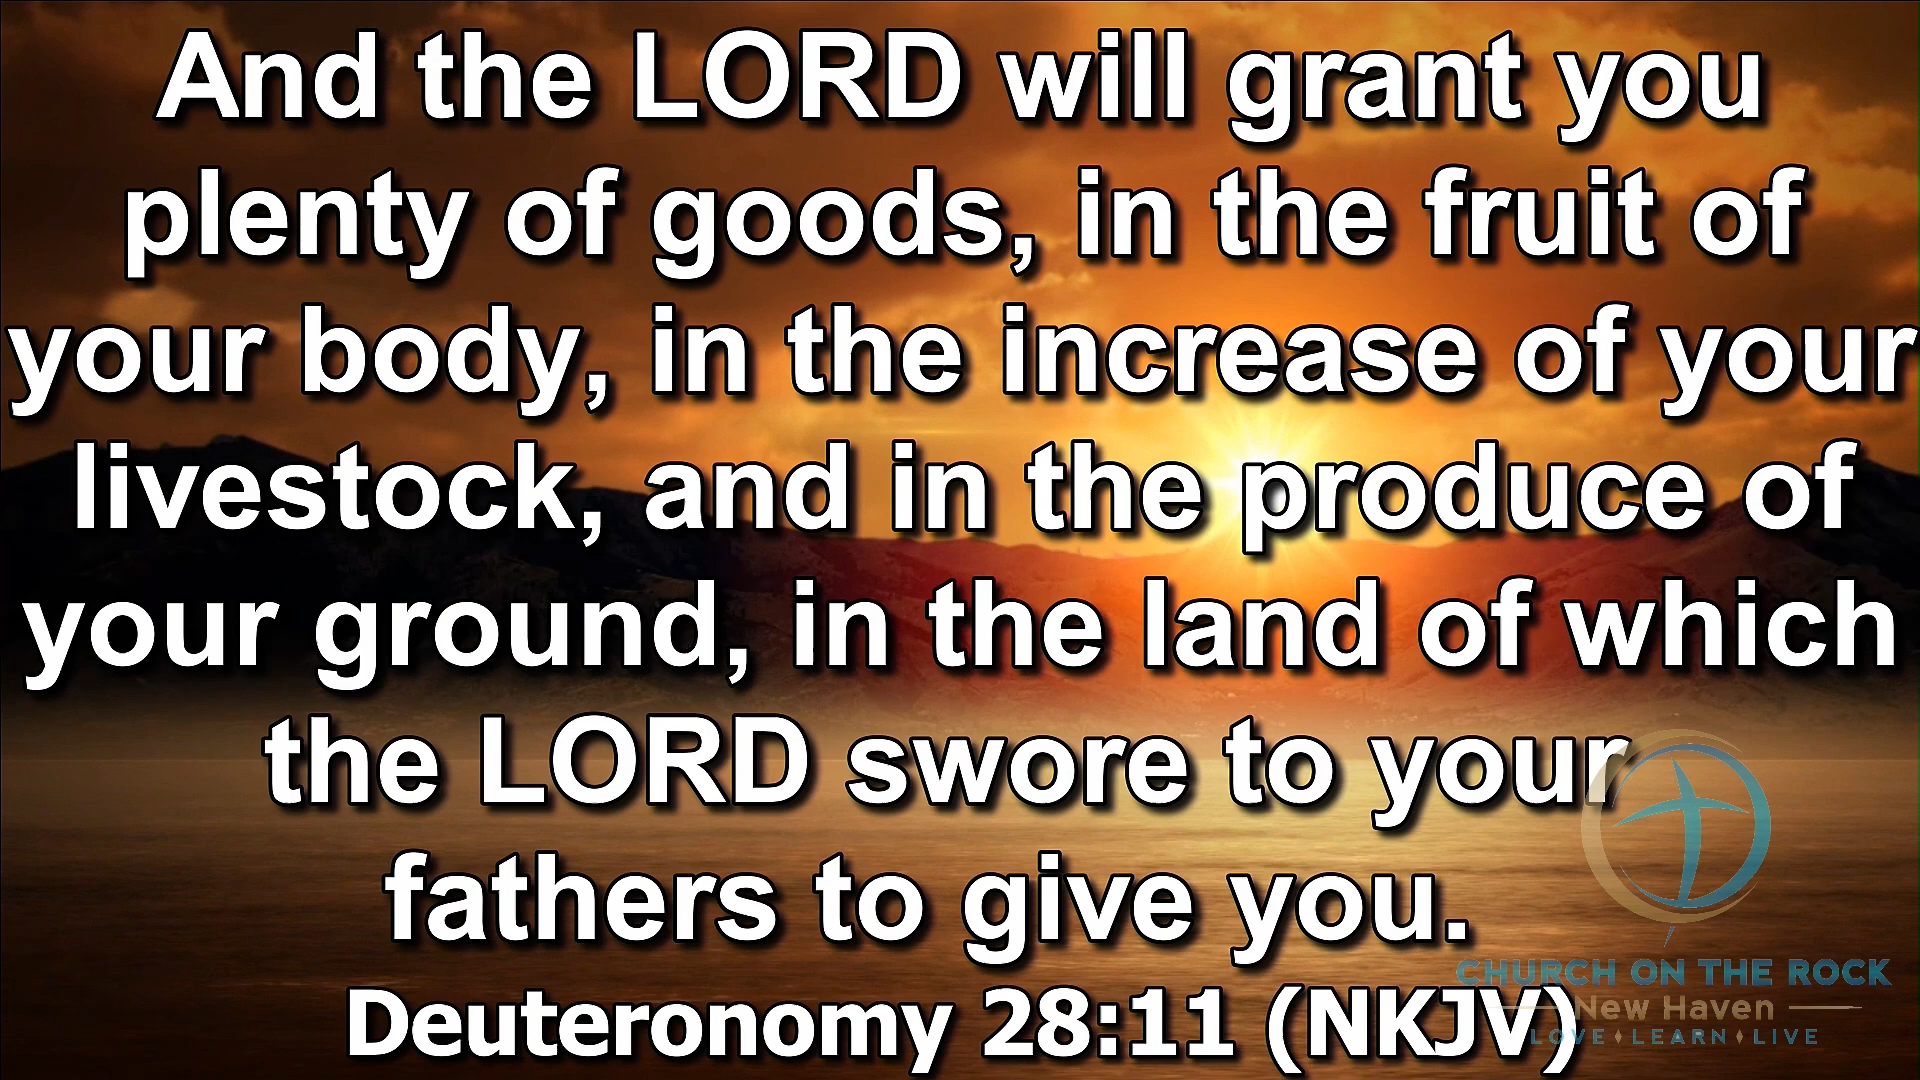 And the LORD will grant you
plenty of goods, in the fruit of
your body, in the increase of your
livestock, and in the produce of
your ground, in the land of which
the LORD swore to your
fathers to give you.
Deuteronomy 28:11 (NKJV)
CHURCH ON THE ROCK
New Haven
LOVE ♦ LEARN ♦ LIVE